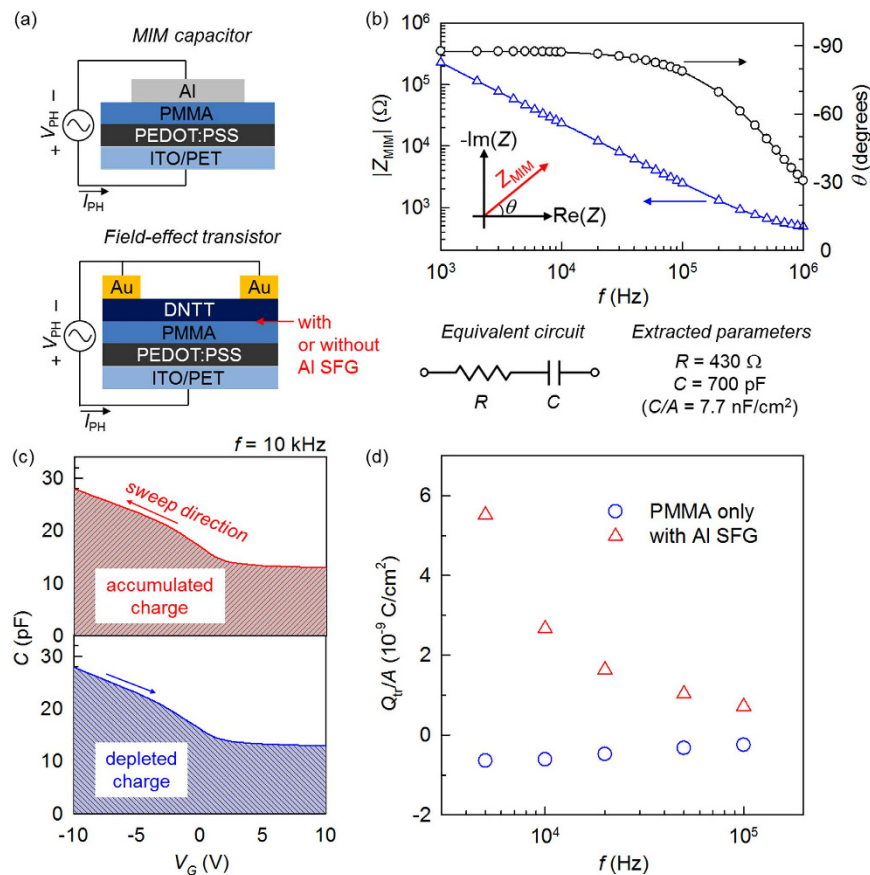 (a)
MIM capacitor
Al
PMMA
PEDOT:PSS
ITO/PET
+ V_PH −
I_PH
Field-effect transistor
Au
Au
DNTT
PMMA
PEDOT:PSS
ITO/PET
+ V_PH −
I_PH
with
or without
Al SFG
(b)
|Z_MIM| (Ω)
10^6
10^5
10^4
10^3
-90
-60
-30
0
θ (degrees)
-Im(Z)
Z_MIM
θ
Re(Z)
10^3
10^4
10^5
10^6
f (Hz)
Equivalent circuit
R
C
Extracted parameters
R = 430 Ω
C = 700 pF
(C/A = 7.7 nF/cm²)
(c)
f = 10 kHz
C (pF)
30
20
10
0
sweep direction
accumulated
charge
30
20
10
0
depleted
charge
-10
-5
0
5
10
V_G (V)
(d)
Q_tr/A (10^-9 C/cm²)
6
4
2
0
-2
PMMA only
with Al SFG
10^4
10^5
f (Hz)